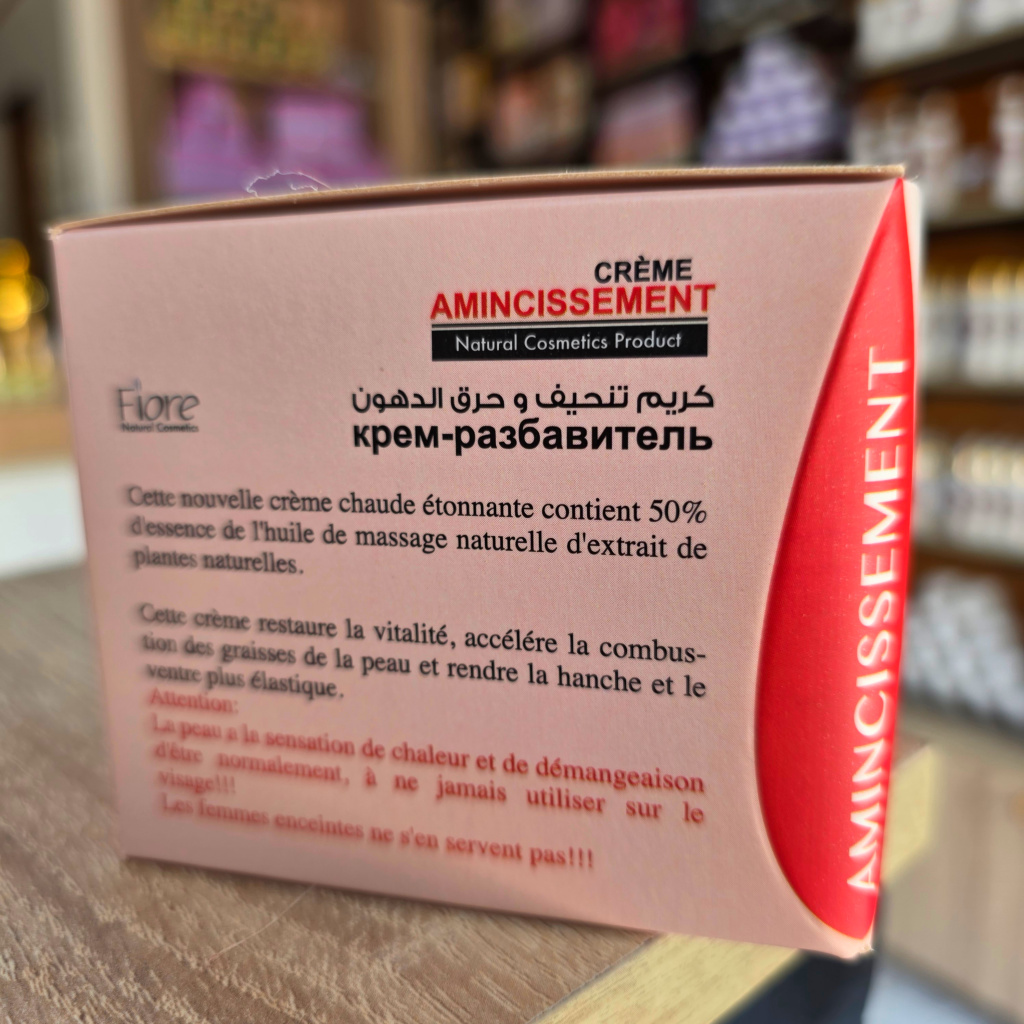 CRÈME
AMINCISSEMENT
Natural Cosmetics Product
Fiore
Natural Cosmetics
كريم تنحيف و حرق الدهون
крем-разбавитель
Cette nouvelle crème chaude étonnante contient 50%
d'essence de l'huile de massage naturelle d'extrait de
plantes naturelles.
Cette crème restaure la vitalité, accélére la combus-
tion des graisses de la peau et rendre la hanche et le
ventre plus élastique.
Attention:
La peau a la sensation de chaleur et de démangeaison
d'être normalement, à ne jamais utiliser sur le
visage!!!
Les femmes enceintes ne s'en servent pas!!!
AMINCISSEMENT